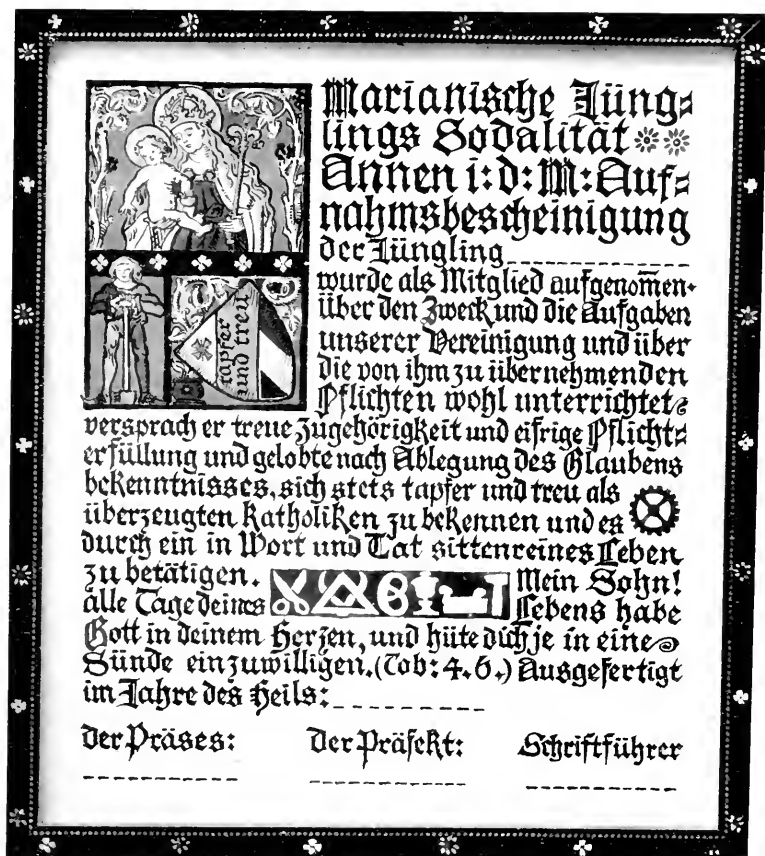 Marianische Jüng=
lings Sodalität
Annen i:d:M:Auf=
nahmsbescheinigung
der Jüngling
wurde als Mitglied aufgenom̄en.
über den Zweck und die Aufgaben
unserer Vereinigung und über
die von ihm zu übernehmenden
Pflichten wohl unterrichtet
tapfer
und treu
versprach er treue Zugehörigkeit und eifrige Pflicht=
erfüllung und gelobte nach Ablegung des Glaubens
bekenntnisses, sich stets tapfer und treu als
überzeugten Katholiken zu bekennen und es
durch ein in Wort und Tat sittenreines Leben
zu betätigen. Mein Sohn!
alle Tage deines Lebens habe
Gott in deinem Herzen, und hüte dich je in eine
Sünde einzuwilligen. (Tob: 4. 6.) Ausgefertigt
im Jahre des Heils:
der Präses: Der Präfekt: Schriftführer